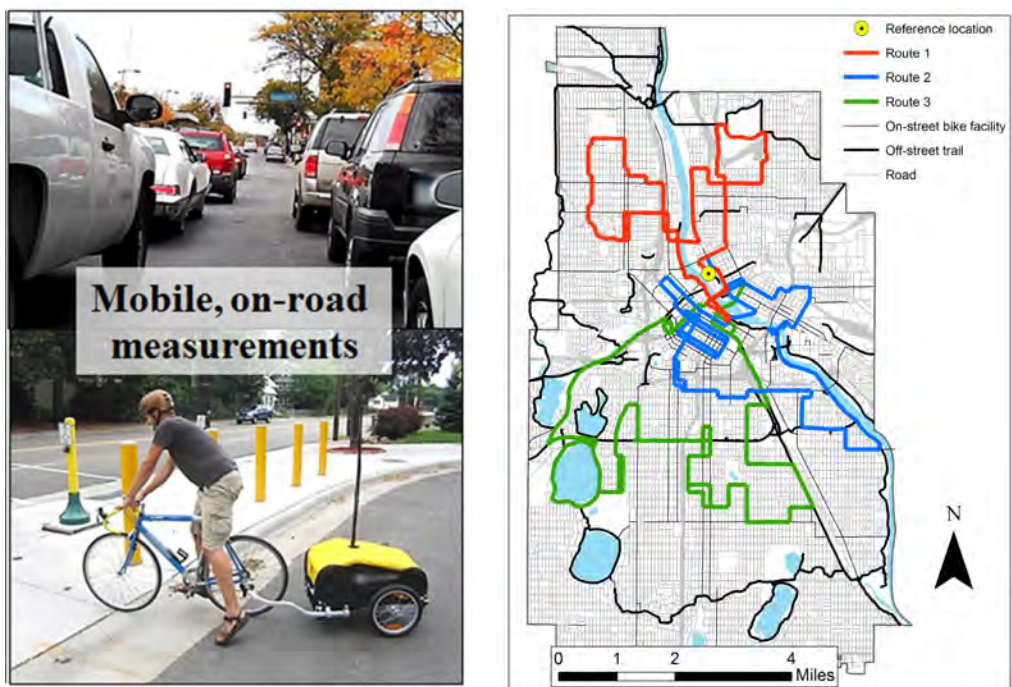 Mobile, on-road
measurements
Reference location
Route 1
Route 2
Route 3
On-street bike facility
Off-street trail
Road
N
0 1 2 4
Miles